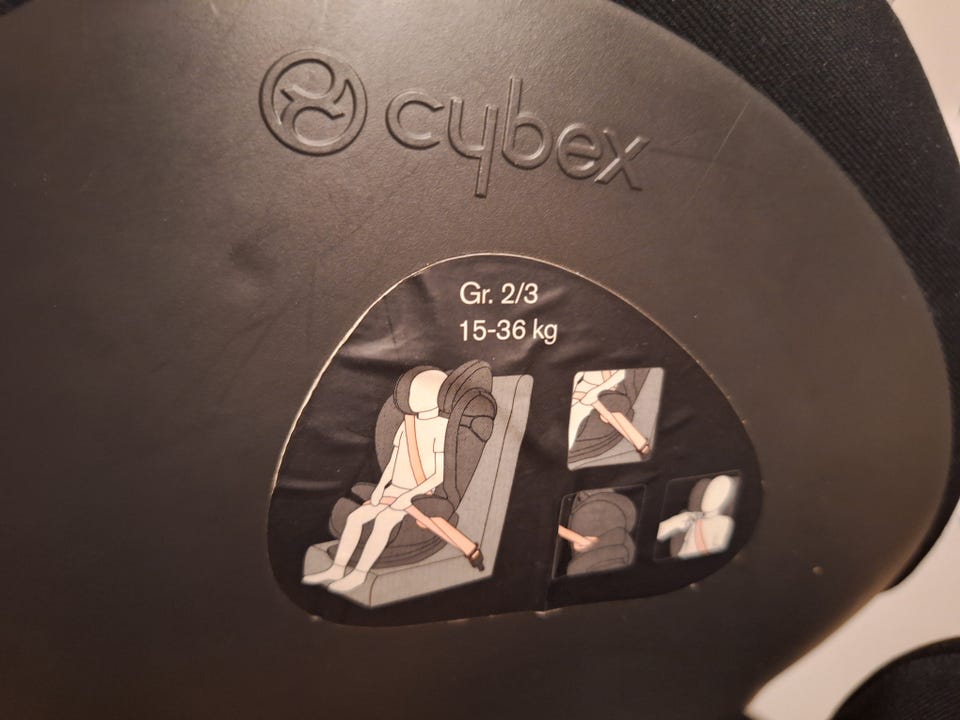 cybex
Gr. 2/3
15-36 kg